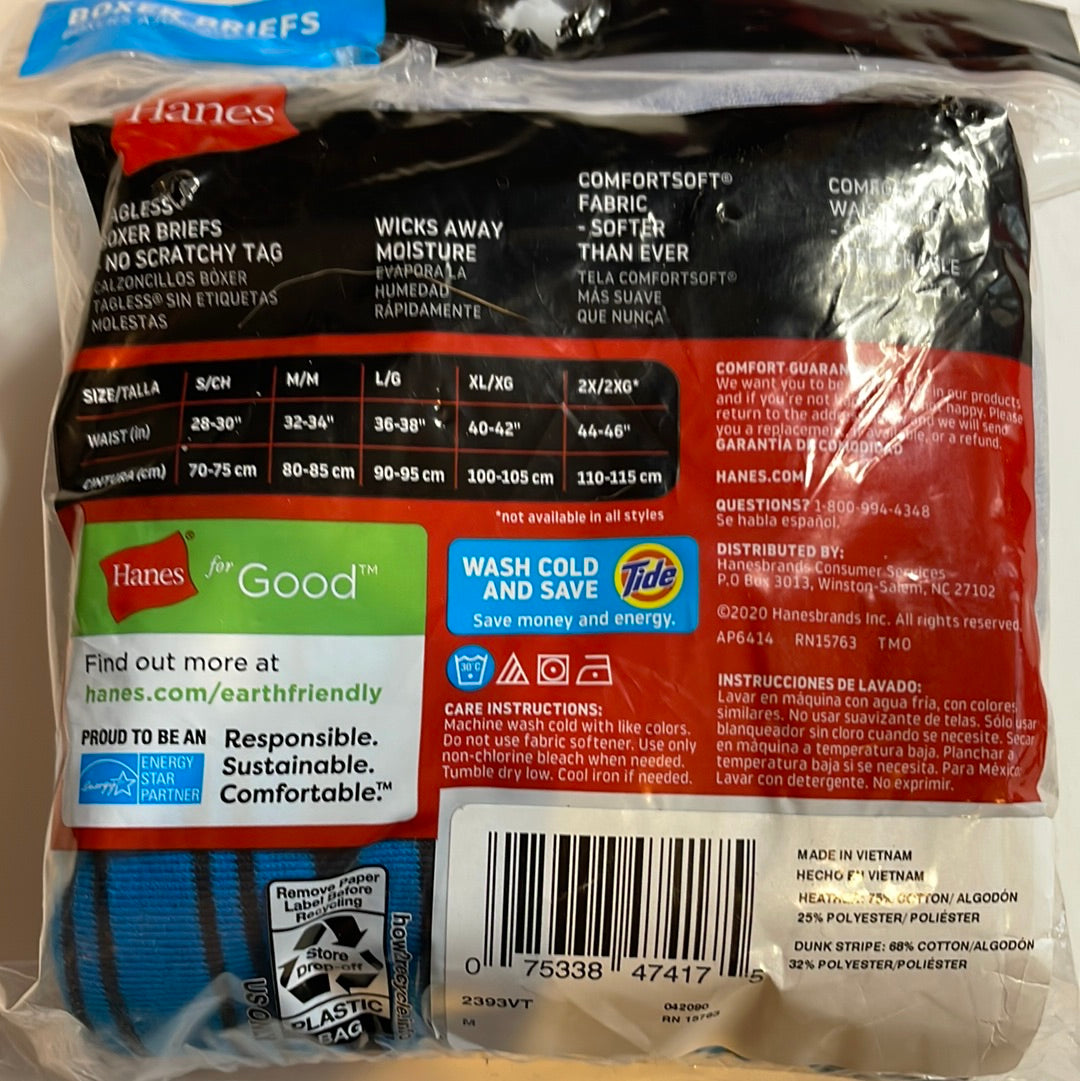 BOXER BRIEFS
Hanes
TAGLESS®
BOXER BRIEFS
NO SCRATCHY TAG
CALZONCILLOS BÓXER
TAGLESS® SIN ETIQUETAS
MOLESTAS
WICKS AWAY
MOISTURE
EVAPORA LA
HUMEDAD
RÁPIDAMENTE
COMFORTSOFT®
FABRIC
- SOFTER
THAN EVER
TELA COMFORTSOFT®
MÁS SUAVE
QUE NUNCA
SIZE/TALLA S/CH M/M L/G XL/XG 2X/2XG*
WAIST (in) 28-30" 32-34" 36-38" 40-42" 44-46"
CINTURA (cm) 70-75 cm 80-85 cm 90-95 cm 100-105 cm 110-115 cm
*not available in all styles
Hanes for Good™
Find out more at
hanes.com/earthfriendly
PROUD TO BE AN
ENERGY
STAR
PARTNER
Responsible.
Sustainable.
Comfortable.™
WASH COLD
AND SAVE
Tide
Save money and energy.
30°C
CARE INSTRUCTIONS:
Machine wash cold with like colors.
Do not use fabric softener. Use only
non-chlorine bleach when needed.
Tumble dry low. Cool iron if needed.
COMFORT
We want you to be in our products
and if you're not happy. Please
return to the and we will send
you a or a refund.
GARANTÍA DE COMODIDAD
HANES.COM
QUESTIONS? 1-800-994-4348
Se habla español.
DISTRIBUTED BY:
Hanesbrands Consumer Services
P.O Box 3013, Winston-Salem, NC 27102
©2020 Hanesbrands Inc. All rights reserved.
AP6414 RN15763 TMO
INSTRUCCIONES DE LAVADO:
Lavar en máquina con agua fría, con colores
similares. No usar suavizante de telas. Sólo usar
blanqueador sin cloro cuando se necesite. Secar
en máquina a temperatura baja. Planchar a
temperatura baja si se necesita. Para México:
Lavar con detergente. No exprimir.
Remove Paper
Label Before
Recycling
Store
Drop-off
PLASTIC
BAG
how2recycle.info
0 75338 47417 5
2393VT
M
042090
RN 15763
MADE IN VIETNAM
HECHO EN VIETNAM
75% COTTON/ ALGODÓN
25% POLYESTER/ POLIÉSTER
DUNK STRIPE: 68% COTTON/ALGODÓN
32% POLYESTER/POLIÉSTER